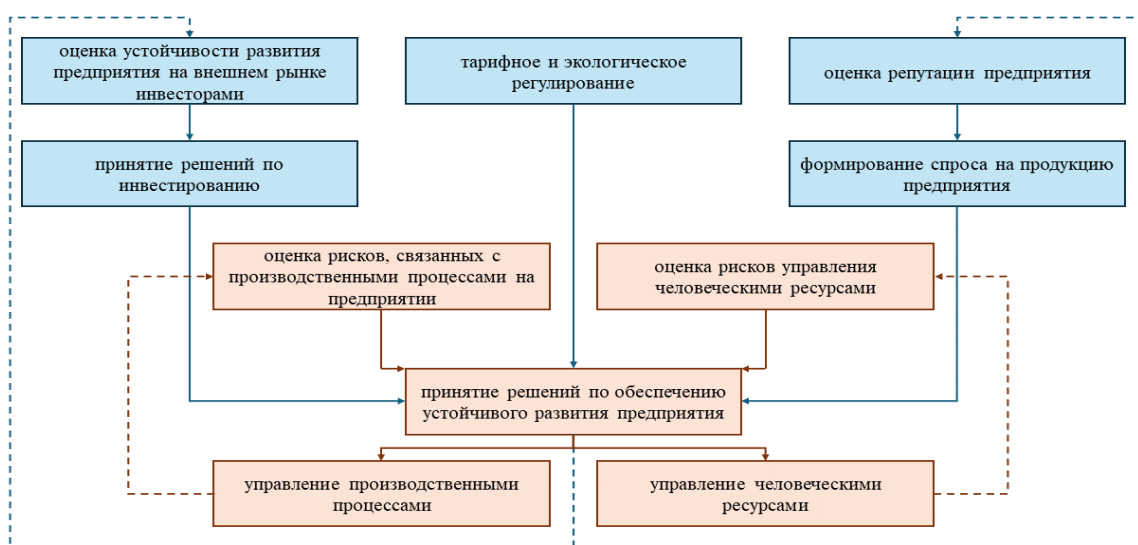 оценка устойчивости развития
предприятия на внешнем рынке
инвесторами
тарифное и экологическое
регулирование
оценка репутации предприятия
принятие решений по
инвестированию
формирование спроса на продукцию
предприятия
оценка рисков, связанных с
производственными процессами на
предприятии
оценка рисков управления
человеческими ресурсами
принятие решений по обеспечению
устойчивого развития предприятия
управление производственными
процессами
управление человеческими
ресурсами